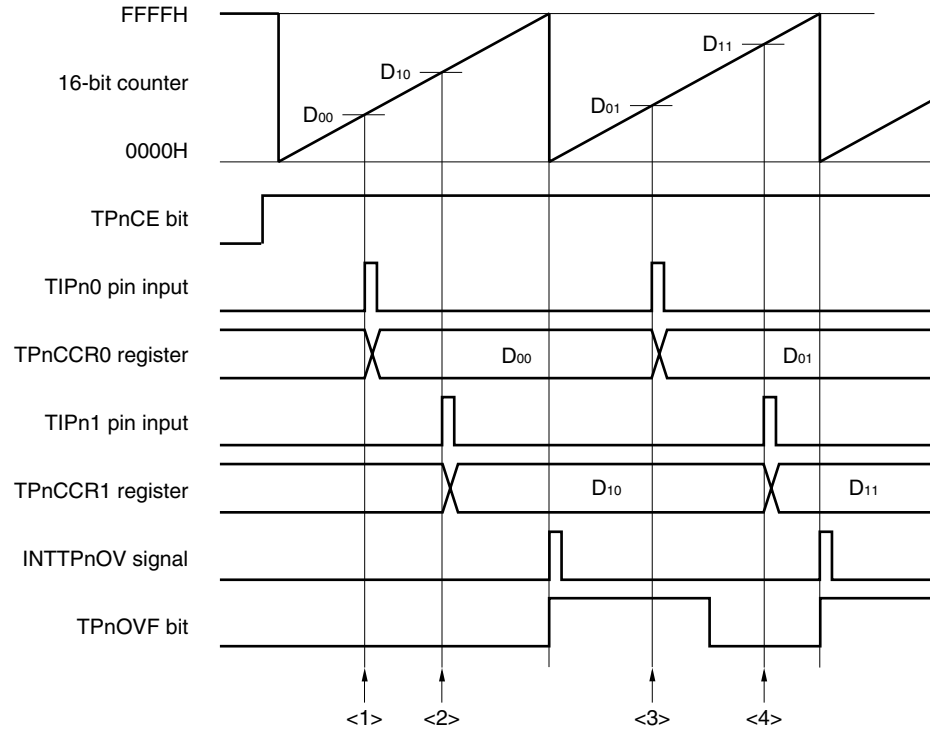 FFFFH
D11
D10
16-bit counter
D01
D00
0000H
TPnCE bit
TIPn0 pin input
TPnCCR0 register
D00
D01
TIPn1 pin input
TPnCCR1 register
D10
D11
INTTPnOV signal
TPnOVF bit
<1>
<2>
<3>
<4>